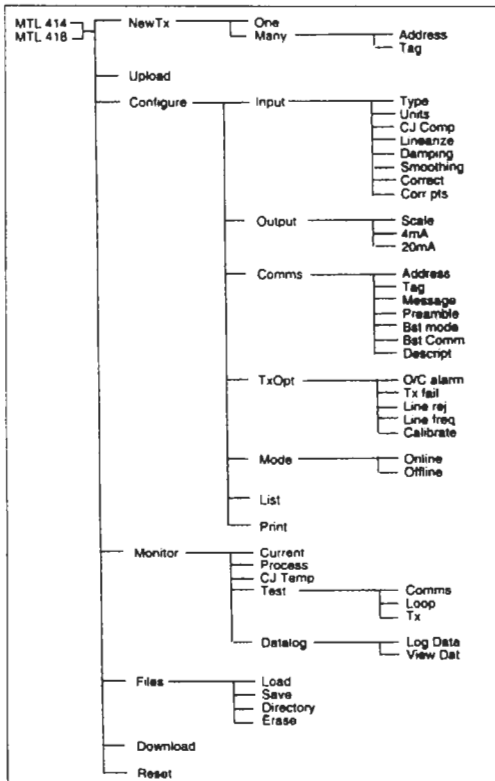 MTL 414 NewTx One
MTL 418 Many Address
Tag
Upload
Configure Input Type
Units
CJ Comp
Linearize
Damping
Smoothing
Correct
Corr pts
Output Scale
4mA
20mA
Comms Address
Tag
Message
Preamble
Bst mode
Bst Comm
Descript
TxOpt O/C alarm
Tx fail
Line rej
Line freq
Calibrate
Mode Online
Offline
List
Print
Monitor Current
Process
CJ Temp
Test Comms
Loop
Tx
Datalog Log Data
View Dat
Files Load
Save
Directory
Erase
Download
Reset